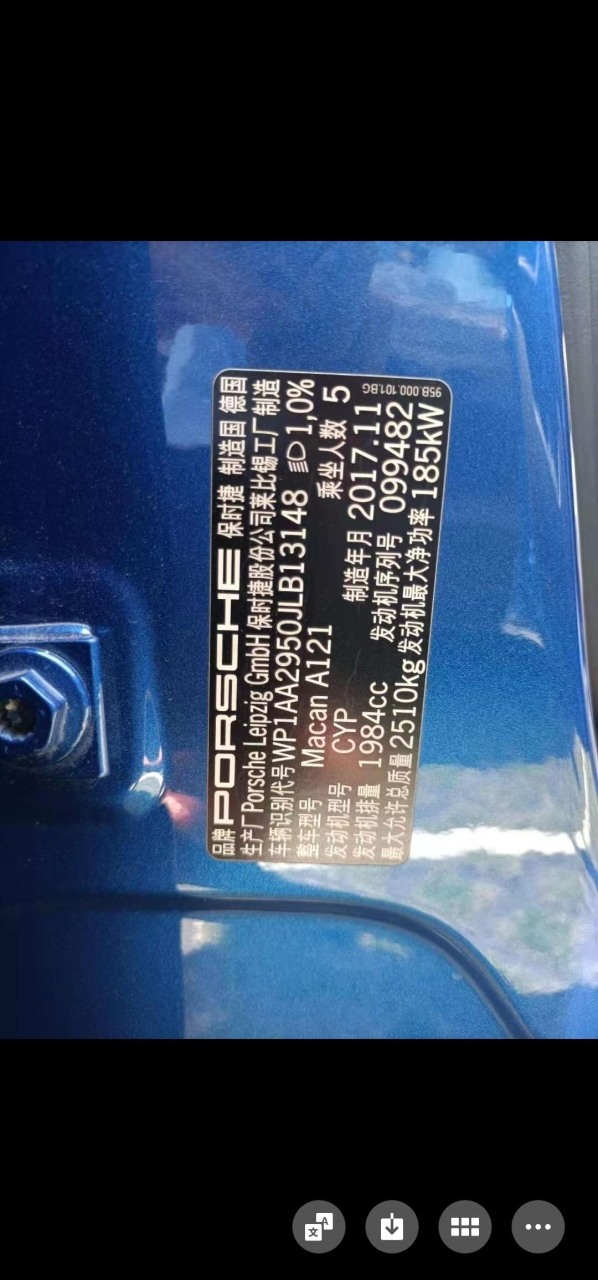 品牌 PORSCHE 保时捷 制造国 德国
生产厂 Porsche Leipzig GmbH 保时捷股份公司莱比锡工厂制造
车辆识别代号 WP1AA2950JLB13148 1,0%
整车型号 Macan A121 乘坐人数 5
发动机型号 CYP 制造年月 2017.11
发动机排量 1984cc 发动机序列号 099482
最大允许总质量 2510kg 发动机最大净功率 185kW
95B.000.101.BG
文 A